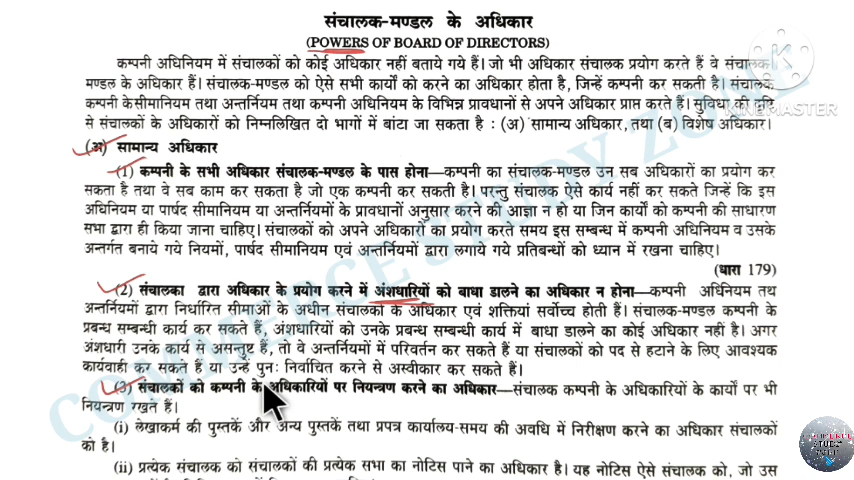 संचालक-मण्डल के अधिकार
(POWERS OF BOARD OF DIRECTORS)
कम्पनी अधिनियम में संचालकों को कोई अधिकार नहीं बताये गये हैं। जो भी अधिकार संचालक प्रयोग करते हैं वे संचालक
मण्डल के अधिकार हैं। संचालक-मण्डल को ऐसे सभी कार्यों को करने का अधिकार होता है, जिन्हें कम्पनी कर सकती है। संचालक
कम्पनी केसीमानियम तथा अन्तर्नियम तथा कम्पनी अधिनियम के विभिन्न प्रावधानों से अपने अधिकार प्राप्त करते हैं। सुविधा की दृष्टि
से संचालकों के अधिकारों को निम्नलिखित दो भागों में बांटा जा सकता है : (अ) सामान्य अधिकार, तथा (ब) विशेष अधिकार।
KINEMASTER
(अ) सामान्य अधिकार
(1) कम्पनी के सभी अधिकार संचालक-मण्डल के पास होना—कम्पनी का संचालक-मण्डल उन सब अधिकारों का प्रयोग कर
सकता है तथा वे सब काम कर सकता है जो एक कम्पनी कर सकती है। परन्तु संचालक ऐसे कार्य नहीं कर सकते जिन्हें कि इस
अधिनियम या पार्षद सीमानियम या अन्तर्नियमों के प्रावधानों अनुसार करने की आज्ञा न हो या जिन कार्यों को कम्पनी की साधारण
सभा द्वारा ही किया जाना चाहिए। संचालकों को अपने अधिकारों का प्रयोग करते समय इस सम्बन्ध में कम्पनी अधिनियम व उसके
अन्तर्गत बनाये गये नियमों, पार्षद सीमानियम एवं अन्तर्नियमों द्वारा लगाये गये प्रतिबन्धों को ध्यान में रखना चाहिए।
(धारा 179)
(2) संचालका द्वारा अधिकार के प्रयोग करने में अंशधारियों को बाधा डालने का अधिकार न होना—कम्पनी अधिनियम तथ
अन्तर्नियमों द्वारा निर्धारित सीमाओं के अधीन संचालकों के अधिकार एवं शक्तियां सर्वोच्च होती हैं। संचालक-मण्डल कम्पनी के
प्रबन्ध सम्बन्धी कार्य कर सकते हैं, अंशधारियों को उनके प्रबन्ध सम्बन्धी कार्य में बाधा डालने का कोई अधिकार नहीं है। अगर
अंशधारी उनके कार्य से असन्तुष्ट हैं, तो वे अन्तर्नियमों में परिवर्तन कर सकते हैं या संचालकों को पद से हटाने के लिए आवश्यक
कार्यवाही कर सकते हैं या उन्हें पुनः निर्वाचित करने से अस्वीकार कर सकते हैं।
(3) संचालकों को कम्पनी के अधिकारियों पर नियन्त्रण करने का अधिकार—संचालक कम्पनी के अधिकारियों के कार्यों पर भी
नियन्त्रण रखते हैं।
(i) लेखाकर्म की पुस्तकें और अन्य पुस्तकें तथा प्रपत्र कार्यालय-समय की अवधि में निरीक्षण करने का अधिकार संचालकों
को है।
(ii) प्रत्येक संचालक को संचालकों की प्रत्येक सभा का नोटिस पाने का अधिकार है। यह नोटिस ऐसे संचालक को, जो उस
COMMERCE STUDY ZONE
COMMERCE
STUDY
ZONE